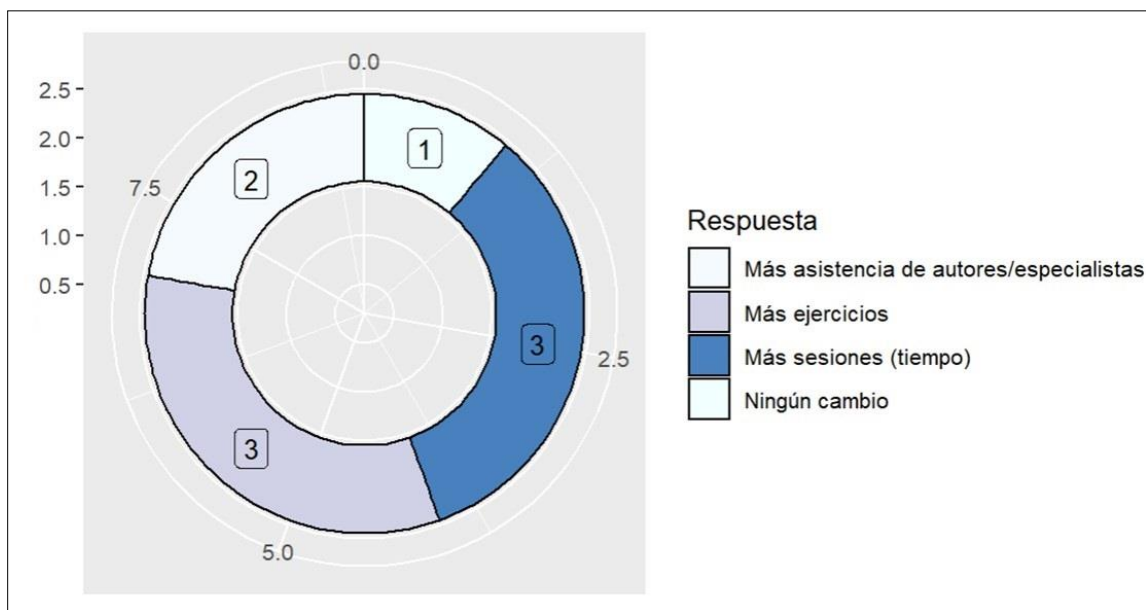 0.0
2.5
2.0
1.5
1.0
0.5
7.5
2.5
5.0
1
2
3
3
Respuesta
Más asistencia de autores/especialistas
Más ejercicios
Más sesiones (tiempo)
Ningún cambio